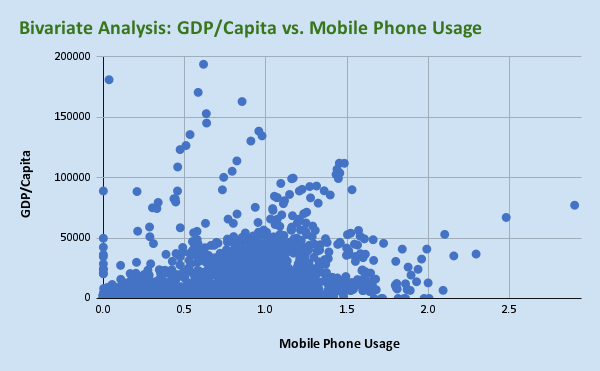 Bivariate Analysis: GDP/Capita vs. Mobile Phone Usage
200000
150000
100000
50000
0
GDP/Capita
0.0 0.5 1.0 1.5 2.0 2.5
Mobile Phone Usage